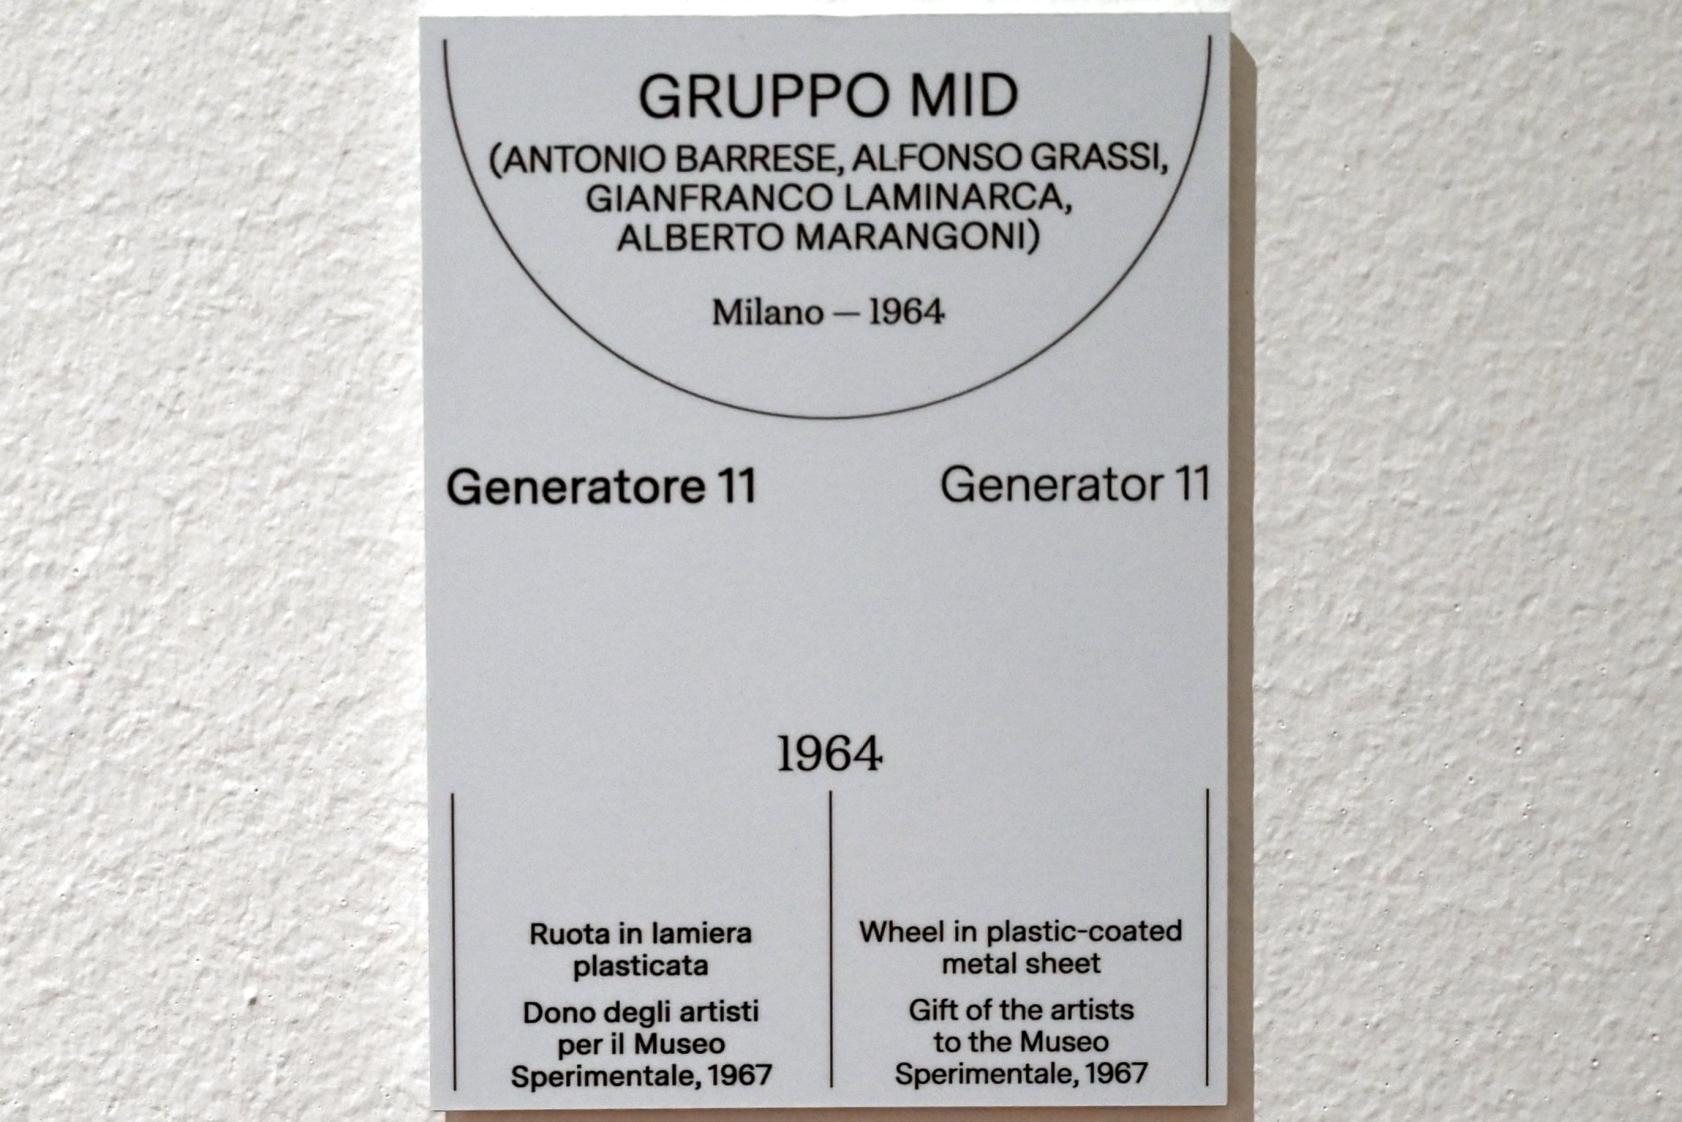 GRUPPO MID
(ANTONIO BARRESE, ALFONSO GRASSI,
GIANFRANCO LAMINARCA,
ALBERTO MARANGONI)
Milano — 1964
Generatore 11
Generator 11
1964
Ruota in lamiera
plasticata
Dono degli artisti
per il Museo
Sperimentale, 1967
Wheel in plastic-coated
metal sheet
Gift of the artists
to the Museo
Sperimentale, 1967